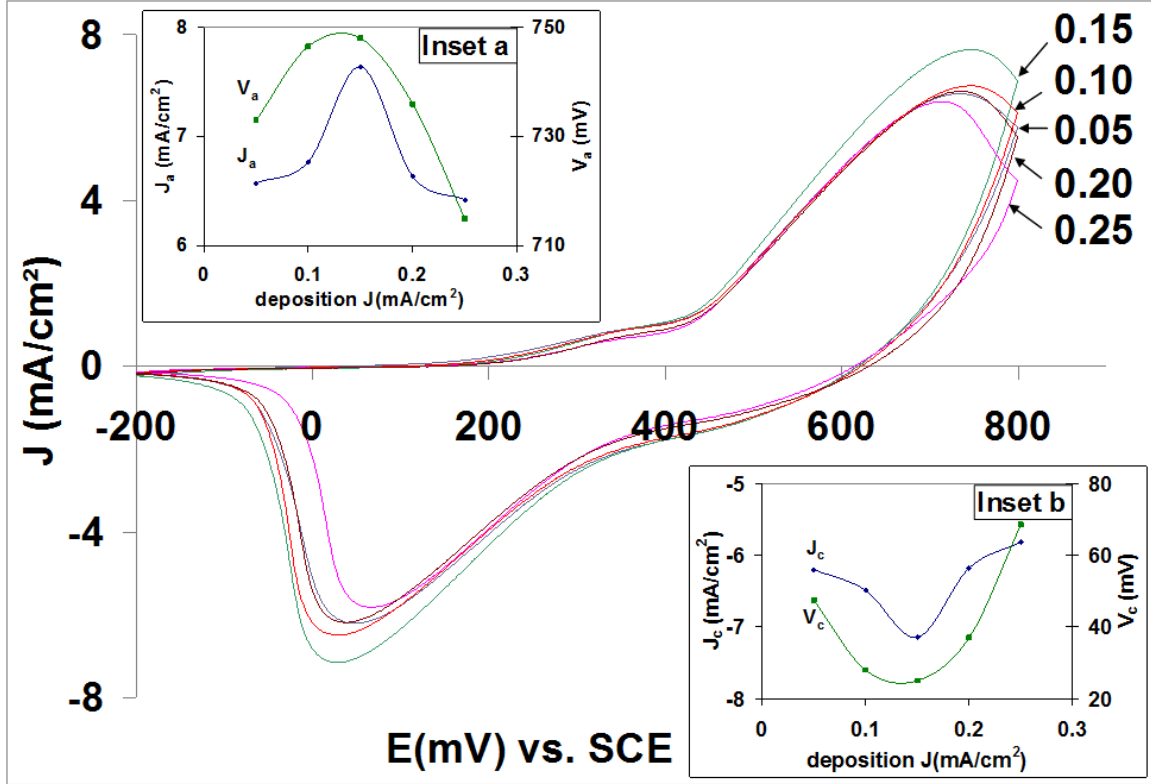 8
4
0
-4
-8
J (mA/cm²)
-200
0
200
400
600
800
E(mV) vs. SCE
0.15
0.10
0.05
0.20
0.25
Inset a
8
7
6
J_a (mA/cm²)
750
730
710
V_a (mV)
V_a
J_a
0
0.1
0.2
0.3
deposition J(mA/cm²)
Inset b
-5
-6
-7
-8
J_c (mA/cm²)
80
60
40
20
V_c (mV)
J_c
V_c
0
0.1
0.2
0.3
deposition J(mA/cm²)